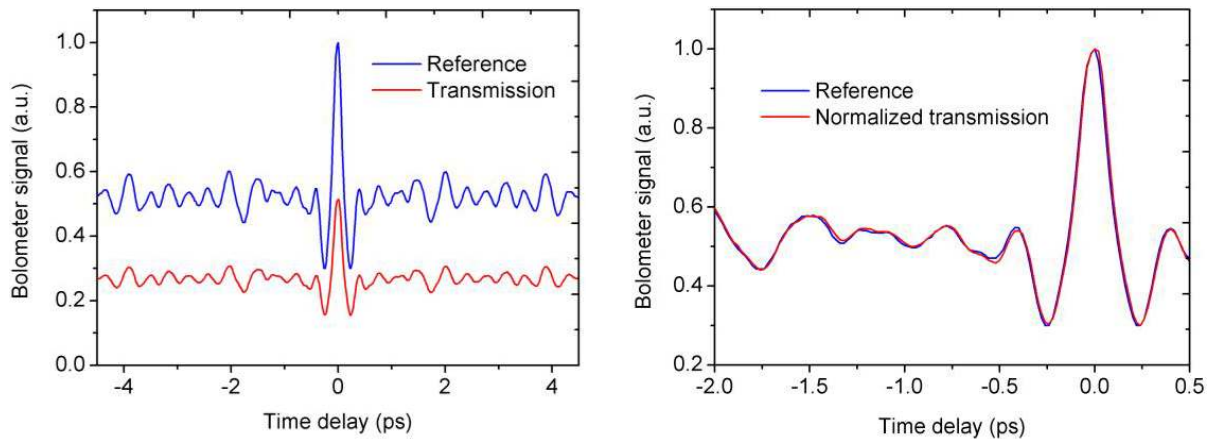 Bolometer signal (a.u.)
1.0
0.8
0.6
0.4
0.2
0.0
Reference
Transmission
-4
-2
0
2
4
Time delay (ps)
Bolometer signal (a.u.)
1.0
0.8
0.6
0.4
0.2
Reference
Normalized transmission
-2.0
-1.5
-1.0
-0.5
0.0
0.5
Time delay (ps)